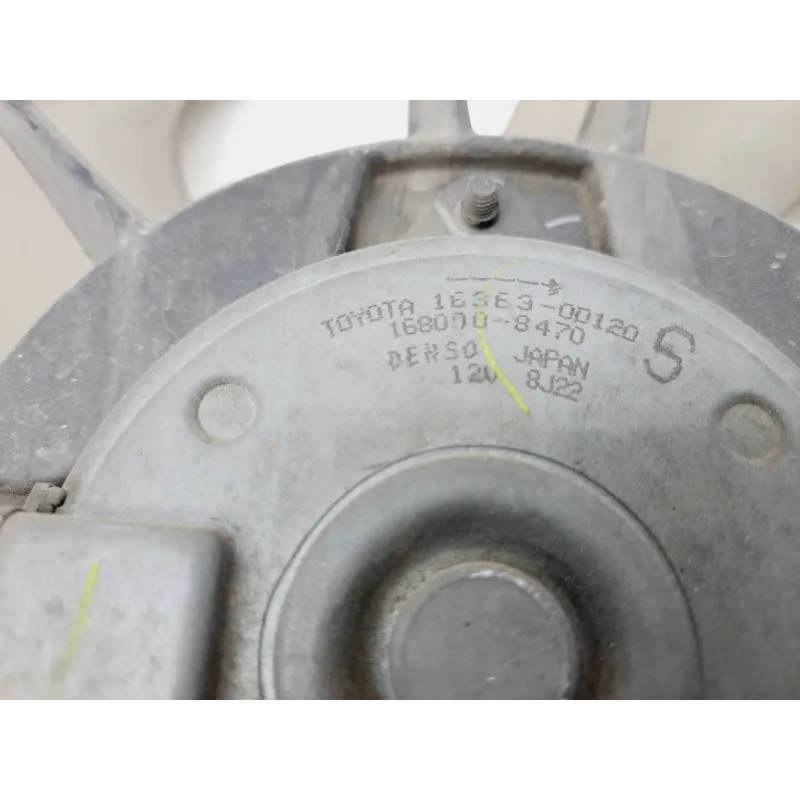 TOYOTA 16363-0D120
168000-8470
DENSO JAPAN
12V 8J22
S